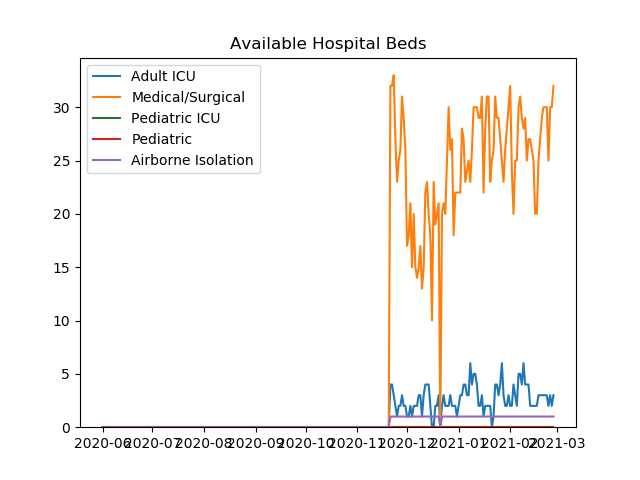 Available Hospital Beds
Adult ICU
Medical/Surgical
Pediatric ICU
Pediatric
Airborne Isolation
30
25
20
15
10
5
0
2020-06 2020-07 2020-08 2020-09 2020-10 2020-11 2020-12 2021-01 2021-02 2021-03